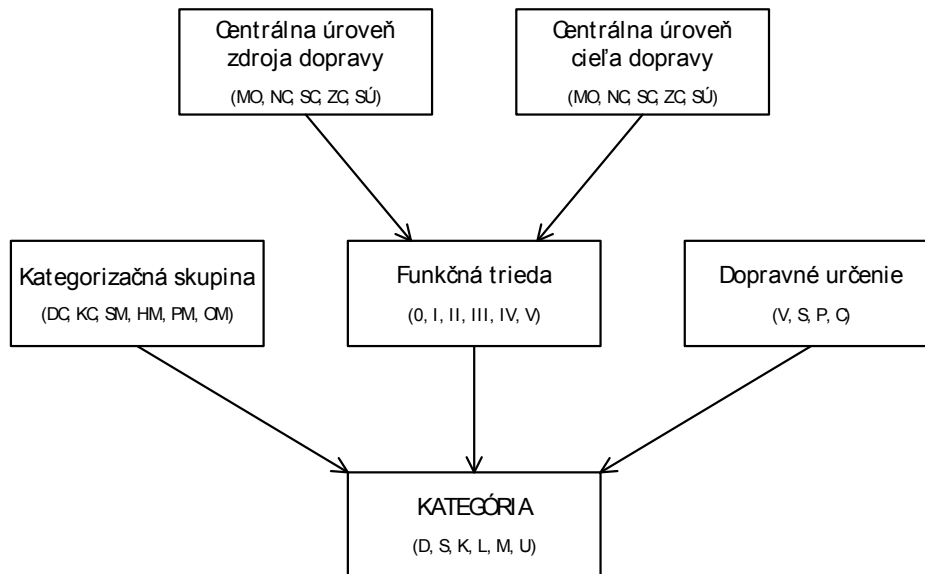 Centrálna úroveň
zdroja dopravy
(MO, NC, SC, ZC, SÚ)
Centrálna úroveň
cieľa dopravy
(MO, NC, SC, ZC, SÚ)
Kategorizačná skupina
(DC, KC, SM, HM, PM, OM)
Funkčná trieda
(0, I, II, III, IV, V)
Dopravné určenie
(V, S, P, C)
KATEGÓRIA
(D, S, K, L, M, U)